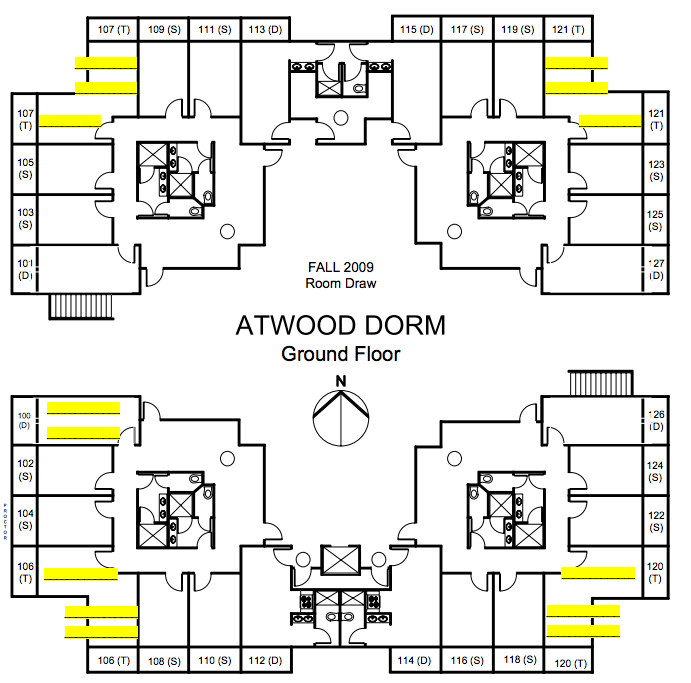 107 (T)
109 (S)
111 (S)
113 (D)
115 (D)
117 (S)
119 (S)
121 (T)
107
(T)
121
(T)
105
(S)
123
(S)
103
(S)
125
(S)
101
(D)
127
(D)
FALL 2009
Room Draw
ATWOOD DORM
Ground Floor
N
100
(D)
126
(D)
102
(S)
124
(S)
PROCTOR
104
(S)
122
(S)
106
(T)
120
(T)
106 (T)
108 (S)
110 (S)
112 (D)
114 (D)
116 (S)
118 (S)
120 (T)